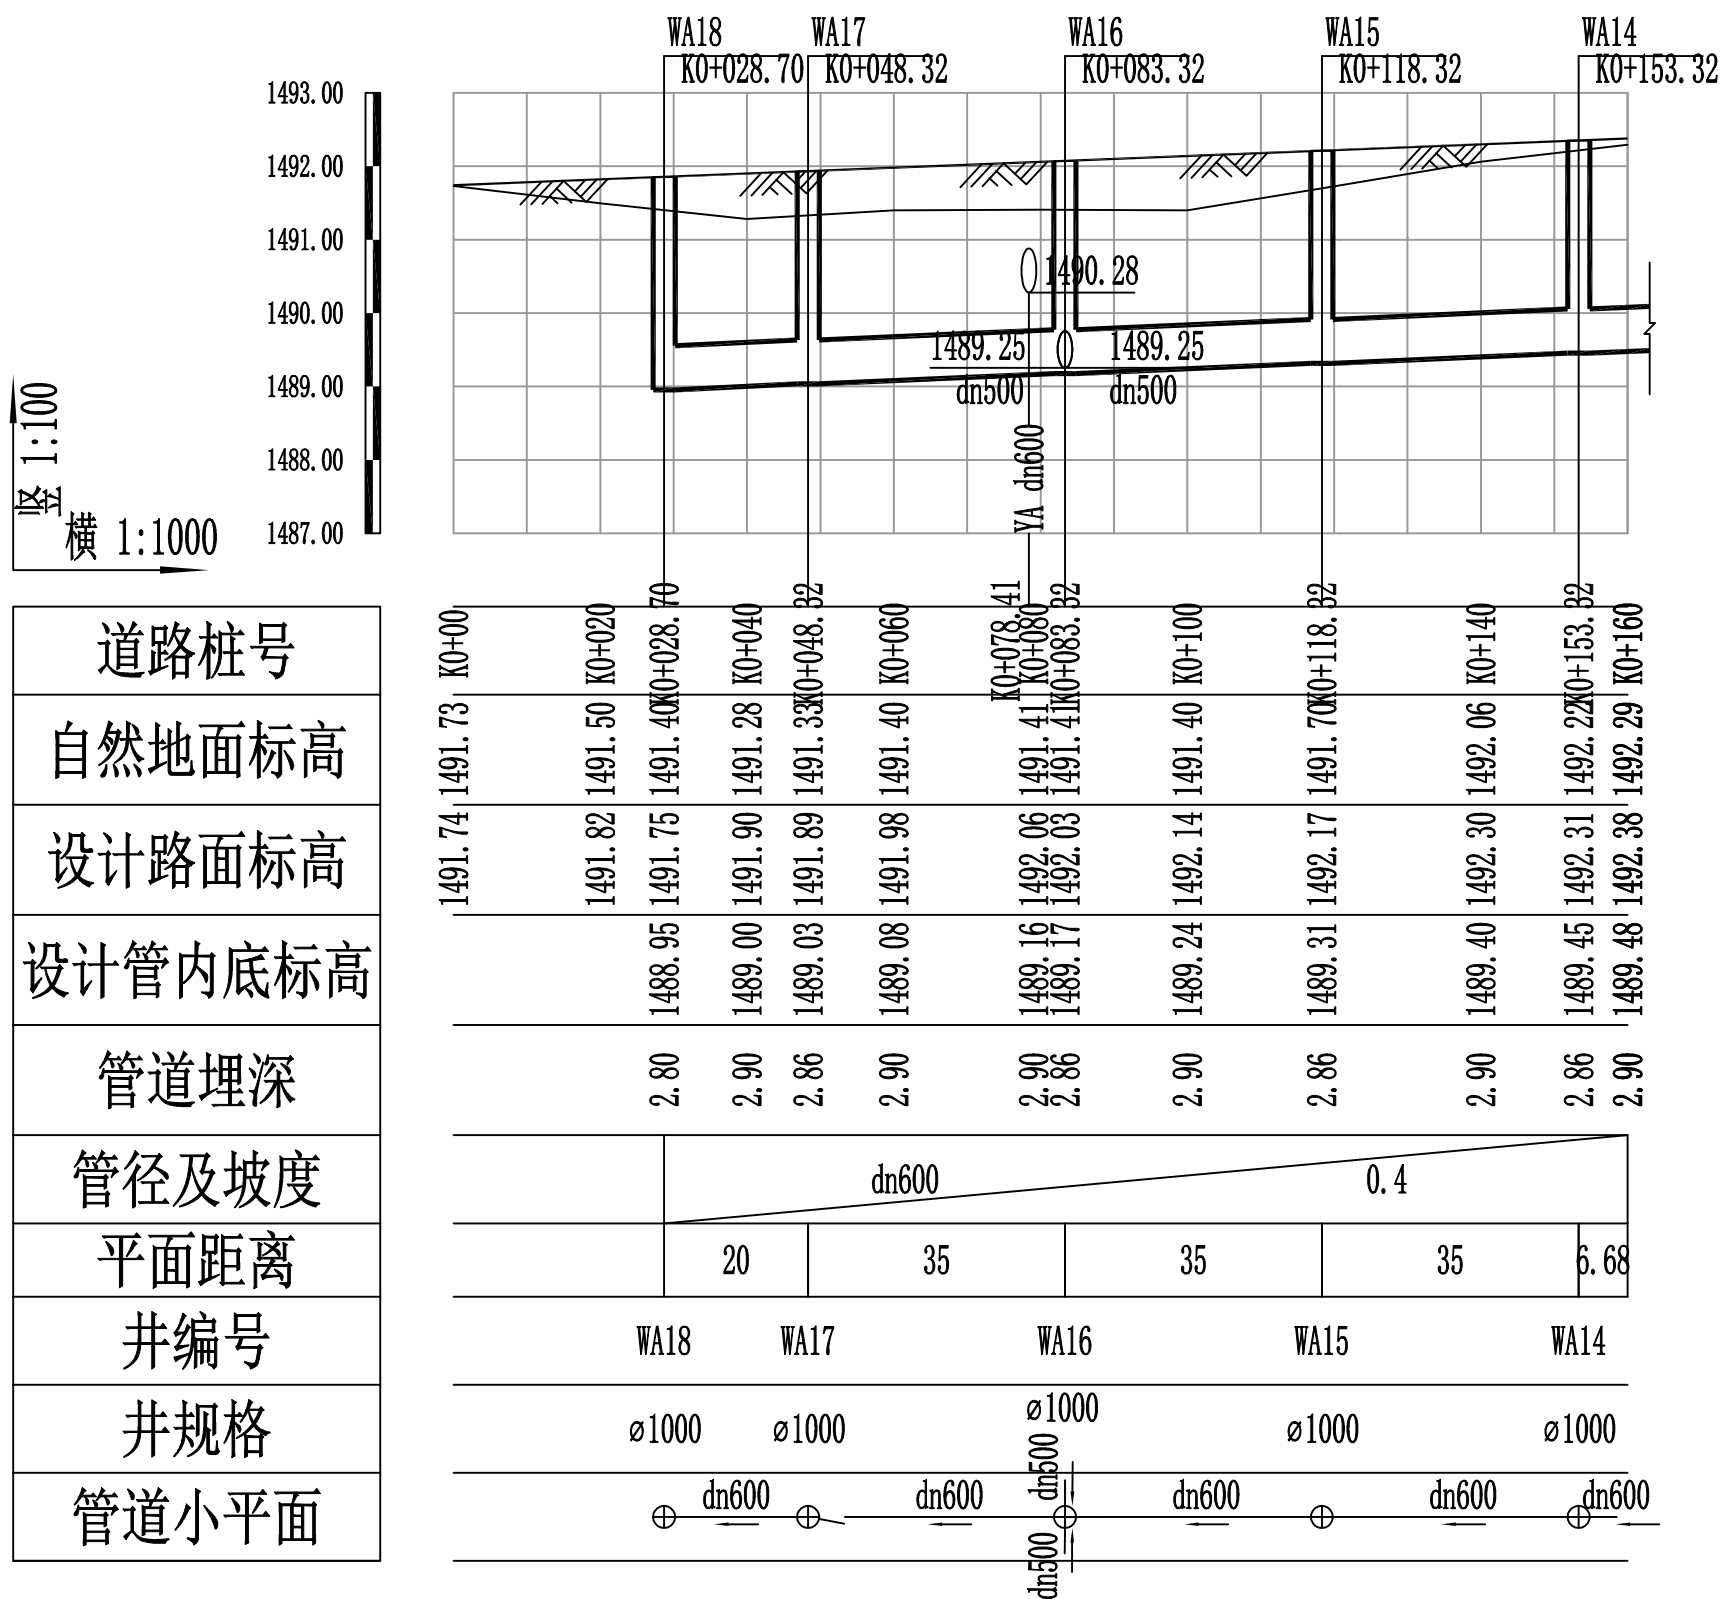 WA18 WA17 WA16 WA15 WA14
K0+028.70 K0+048.32 K0+083.32 K0+118.32 K0+153.32
1493.00
1492.00
1491.00
1490.00
1489.00
1488.00
1487.00
竖 1:100
横 1:1000
1490.28
1489.25 1489.25
dn500 dn500
YA dn600
道路桩号 K0+00 K0+020 K0+028.70 K0+040 K0+048.32 K0+060 K0+078.41 K0+080 K0+083.32 K0+100 K0+118.32 K0+140 K0+153.32 K0+160
自然地面标高 1491.73 1491.50 1491.40 1491.28 1491.33 1491.40 1491.41 1491.41 1491.40 1491.70 1492.06 1492.22 1492.29
设计路面标高 1491.74 1491.82 1491.75 1491.90 1491.89 1491.98 1492.06 1492.03 1492.14 1492.17 1492.30 1492.31 1492.38
设计管内底标高 1488.95 1489.00 1489.03 1489.08 1489.16 1489.17 1489.24 1489.31 1489.40 1489.45 1489.48
管道埋深 2.80 2.90 2.86 2.90 2.90 2.86 2.90 2.86 2.90 2.86 2.90
管径及坡度 dn600 0.4
平面距离 20 35 35 35 6.68
井编号 WA18 WA17 WA16 WA15 WA14
井规格 ⌀1000 ⌀1000 ⌀1000 ⌀1000 ⌀1000
管道小平面 dn600 dn600 dn500 dn500 dn600 dn600 dn600